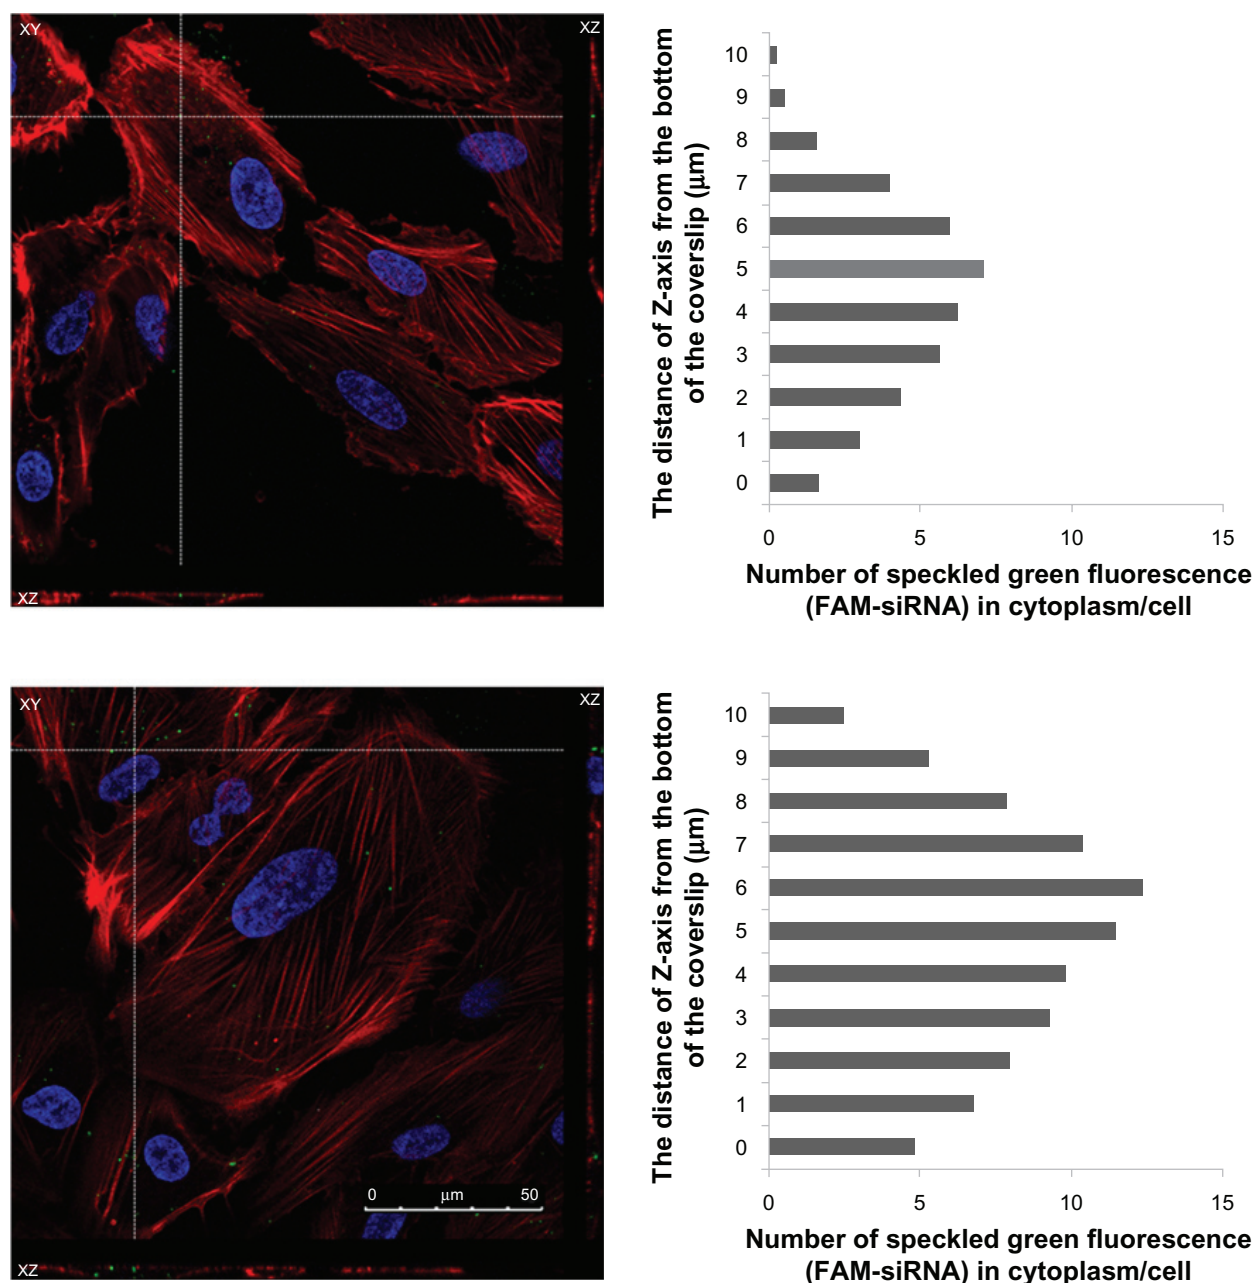 XY
XZ
XZ
The distance of Z-axis from the bottom
of the coverslip (μm)
10
9
8
7
6
5
4
3
2
1
0
0 5 10 15
Number of speckled green fluorescence
(FAM-siRNA) in cytoplasm/cell
XY
XZ
0 μm 50
XZ
The distance of Z-axis from the bottom
of the coverslip (μm)
10
9
8
7
6
5
4
3
2
1
0
0 5 10 15
Number of speckled green fluorescence
(FAM-siRNA) in cytoplasm/cell